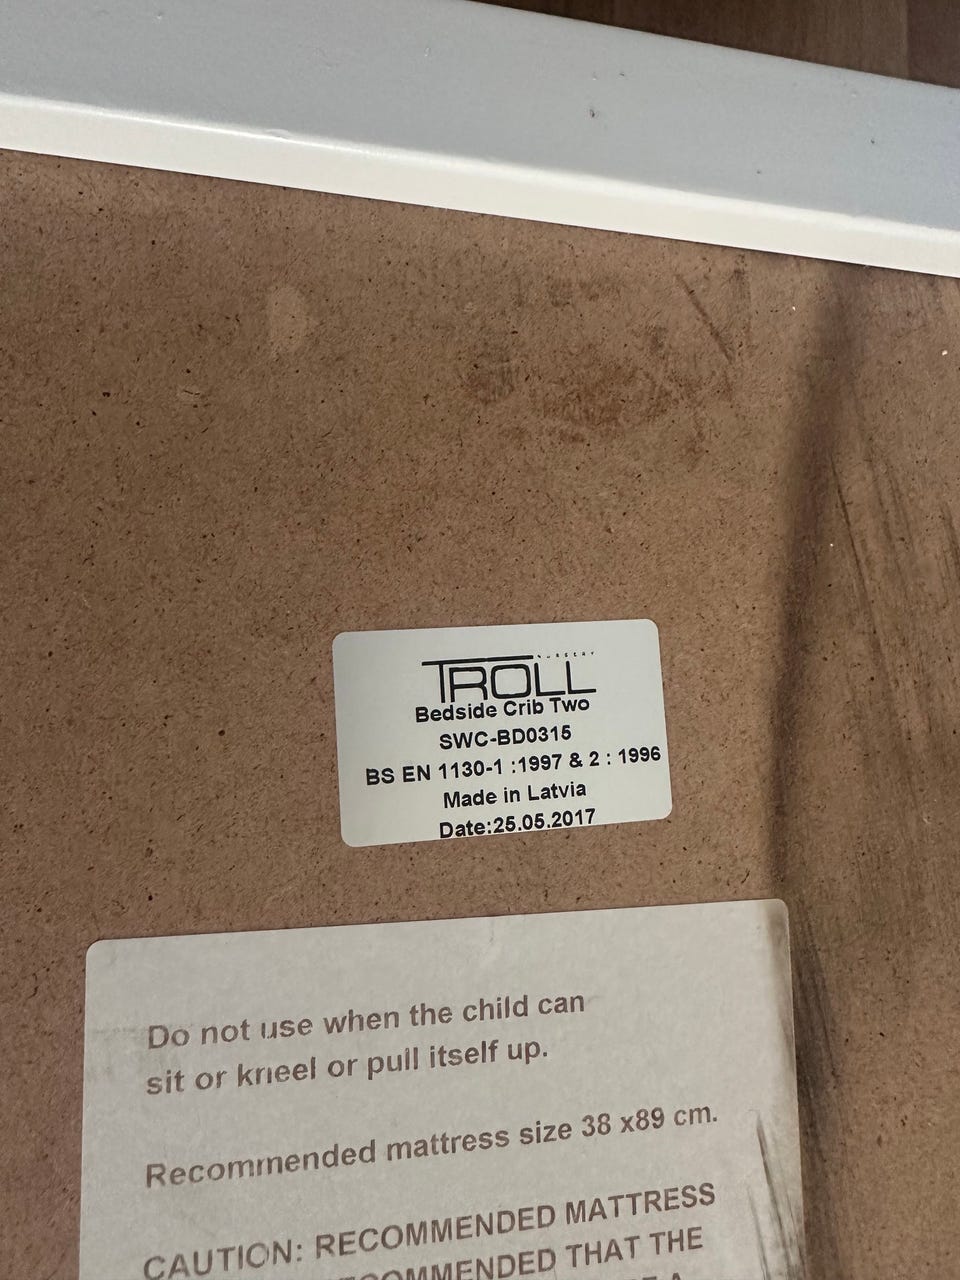 NURSERY
TROLL
Bedside Crib Two
SWC-BD0315
BS EN 1130-1 :1997 & 2 : 1996
Made in Latvia
Date:25.05.2017
Do not use when the child can
sit or kneel or pull itself up.
Recommended mattress size 38 x89 cm.
CAUTION: RECOMMENDED MATTRESS
RECOMMENDED THAT THE